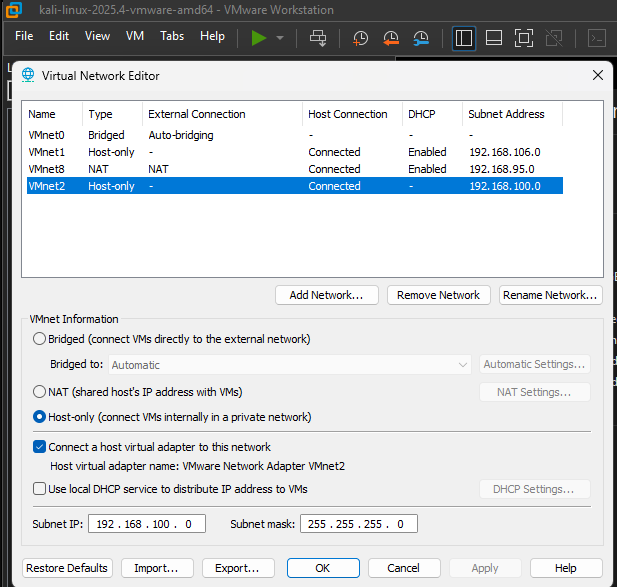 kali-linux-2025.4-vmware-amd64 - VMware Workstation
File Edit View VM Tabs Help
Virtual Network Editor
Name Type External Connection Host Connection DHCP Subnet Address
VMnet0 Bridged Auto-bridging - - -
VMnet1 Host-only - Connected Enabled 192.168.106.0
VMnet8 NAT NAT Connected Enabled 192.168.95.0
VMnet2 Host-only - Connected - 192.168.100.0
Add Network... Remove Network Rename Network...
VMnet Information
Bridged (connect VMs directly to the external network)
Bridged to: Automatic Automatic Settings...
NAT (shared host's IP address with VMs) NAT Settings...
Host-only (connect VMs internally in a private network)
Connect a host virtual adapter to this network
Host virtual adapter name: VMware Network Adapter VMnet2
Use local DHCP service to distribute IP address to VMs DHCP Settings...
Subnet IP: 192 . 168 . 100 . 0 Subnet mask: 255 . 255 . 255 . 0
Restore Defaults Import... Export... OK Cancel Apply Help